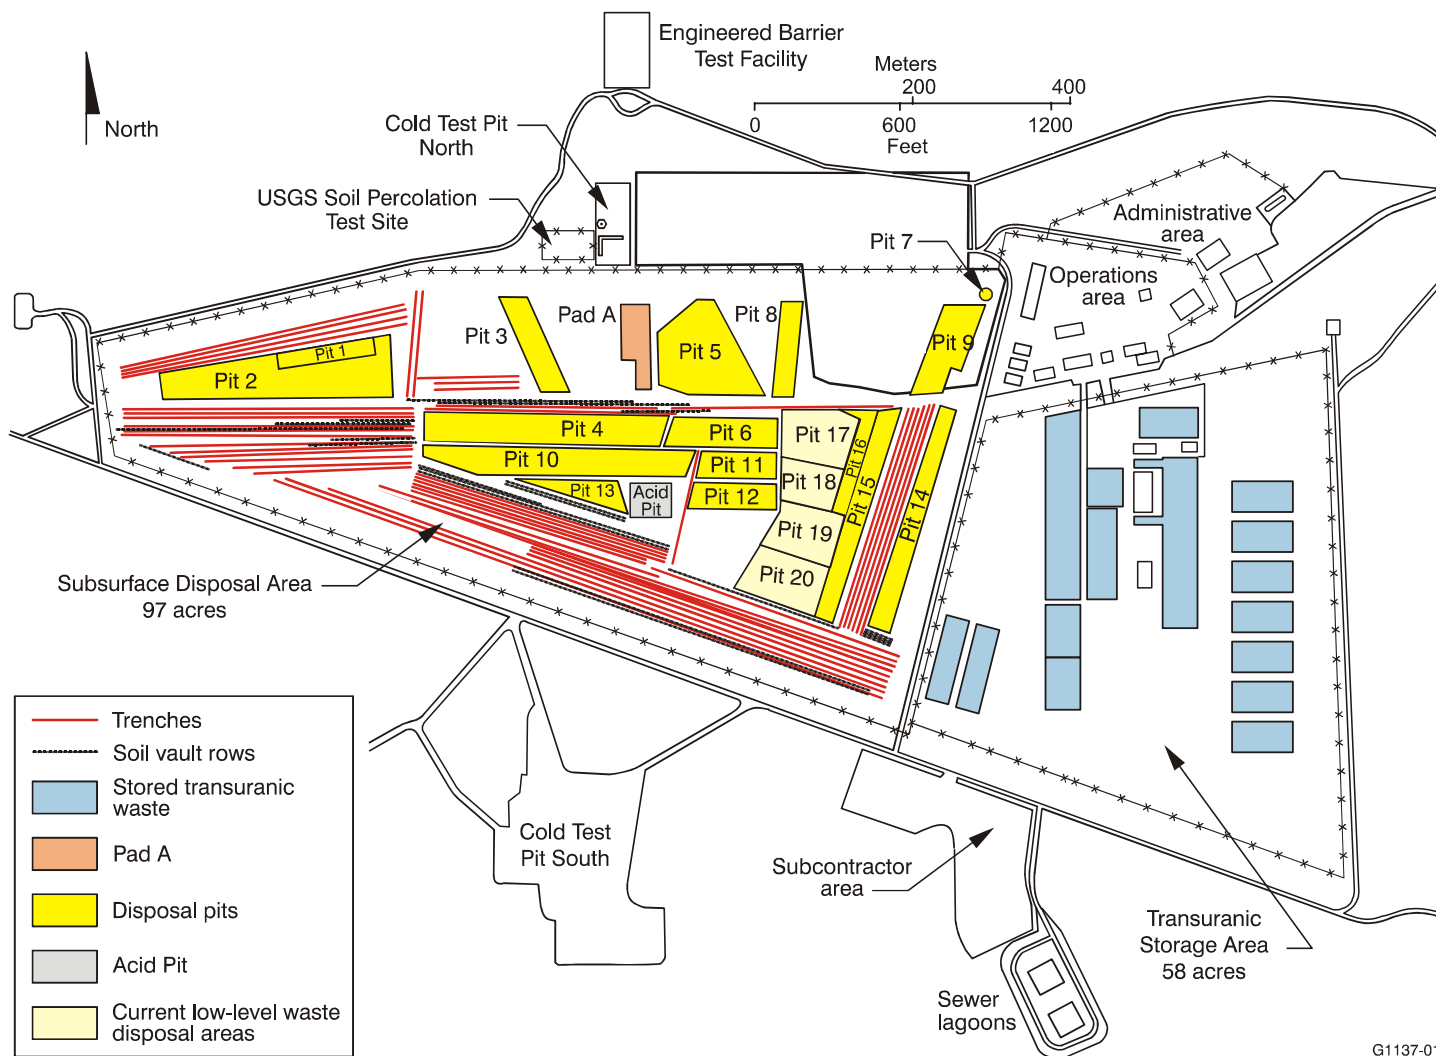 Engineered Barrier
Test Facility
Meters
200
400
0
600
1200
Feet
North
Cold Test Pit
North
USGS Soil Percolation
Test Site
Administrative
area
Pit 7
Operations
area
Pit 3
Pad A
Pit 8
Pit 5
Pit 9
Pit 1
Pit 2
Pit 4
Pit 6
Pit 17
Pit 16
Pit 10
Pit 11
Pit 18
Pit 15
Pit 14
Pit 13
Acid
Pit
Pit 12
Pit 19
Pit 20
Subsurface Disposal Area
97 acres
Trenches
Soil vault rows
Stored transuranic
waste
Pad A
Disposal pits
Acid Pit
Current low-level waste
disposal areas
Cold Test
Pit South
Subcontractor
area
Transuranic
Storage Area
58 acres
Sewer
lagoons
G1137-01